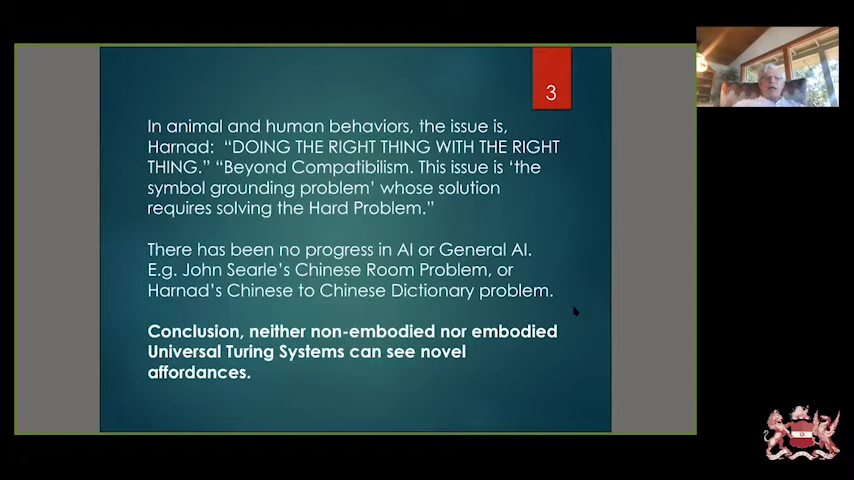 3
In animal and human behaviors, the issue is,
Harnad: “DOING THE RIGHT THING WITH THE RIGHT
THING.” “Beyond Compatibilism. This issue is ‘the
symbol grounding problem’ whose solution
requires solving the Hard Problem.”
There has been no progress in AI or General AI.
E.g. John Searle’s Chinese Room Problem, or
Harnad’s Chinese to Chinese Dictionary problem.
Conclusion, neither non-embodied nor embodied
Universal Turing Systems can see novel
affordances.